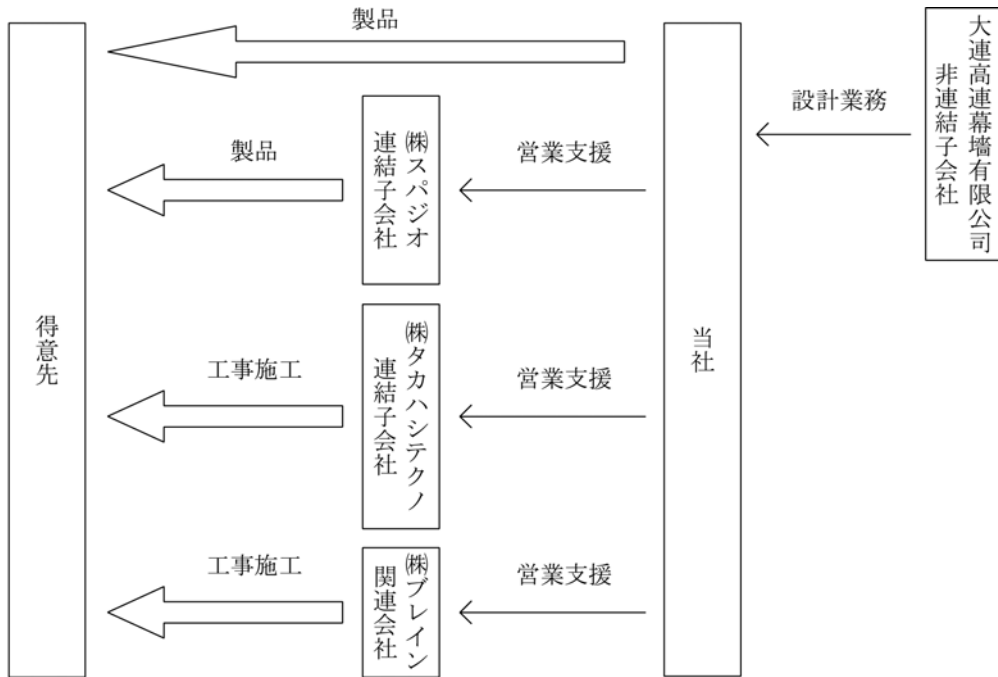 製品
製品
工事施工
工事施工
得意先
㈱スパジオ
連結子会社
㈱タカハシテクノ
連結子会社
㈱ブレイン
関連会社
営業支援
営業支援
営業支援
当社
設計業務
大連高連幕墻有限公司
非連結子会社